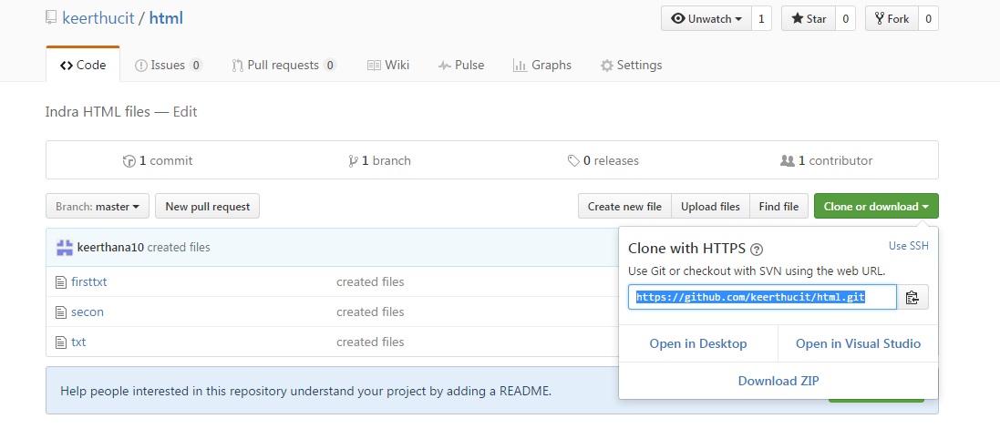 keerthucit / html
Unwatch 1 Star 0 Fork 0
Code Issues 0 Pull requests 0 Wiki Pulse Graphs Settings
Indra HTML files — Edit
1 commit 1 branch 0 releases 1 contributor
Branch: master New pull request Create new file Upload files Find file Clone or download
keerthana10 created files
firsttxt created files
secon created files
txt created files
Clone with HTTPS ? Use SSH
Use Git or checkout with SVN using the web URL.
https://github.com/keerthucit/html.git
Open in Desktop Open in Visual Studio
Download ZIP
Help people interested in this repository understand your project by adding a README.